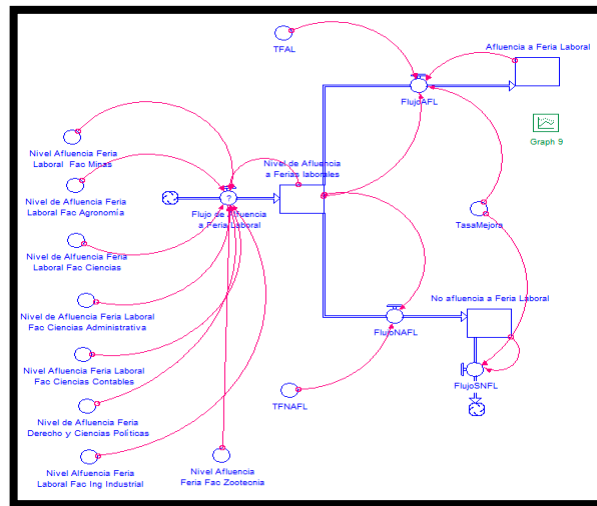 TFAL
Afluencia a Feria Laboral
FlujoAFL
Graph 9
Nivel Afluencia Feria
Laboral Fac Minas
Nivel de Afluencia
a Ferias laborales
Nivel de Afluencia Feria
Laboral Fac Agronomía
?
Flujo de Afluencia
a Feria Laboral
TasaMejora
Nivel de Afluencia Feria
Laboral Fac Ciencias
Nivel de Afluencia Feria Laboral
Fac Ciencias Administrativa
No afluencia a Feria Laboral
FlujoNAFL
Nivel Afluencia Feria Laboral
Fac Ciencias Contables
FlujoSNFL
TFNAFL
Nivel de Afluencia Feria
Derecho y Ciencias Políticas
Nivel Alfuencia Feria
Laboral Fac Ing Industrial
Nivel Afluencia
Feria Fac Zootecnia